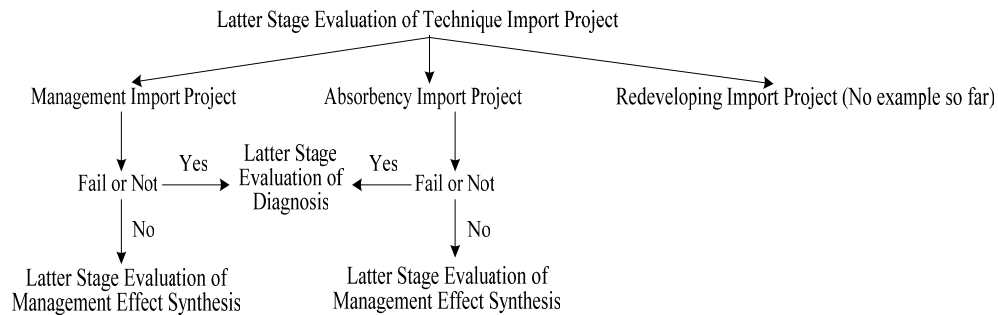 Latter Stage Evaluation of Technique Import Project
Management Import Project
Absorbency Import Project
Redeveloping Import Project (No example so far)
Fail or Not
Yes
Latter Stage
Evaluation of
Diagnosis
Yes
Fail or Not
No
No
Latter Stage Evaluation of
Management Effect Synthesis
Latter Stage Evaluation of
Management Effect Synthesis